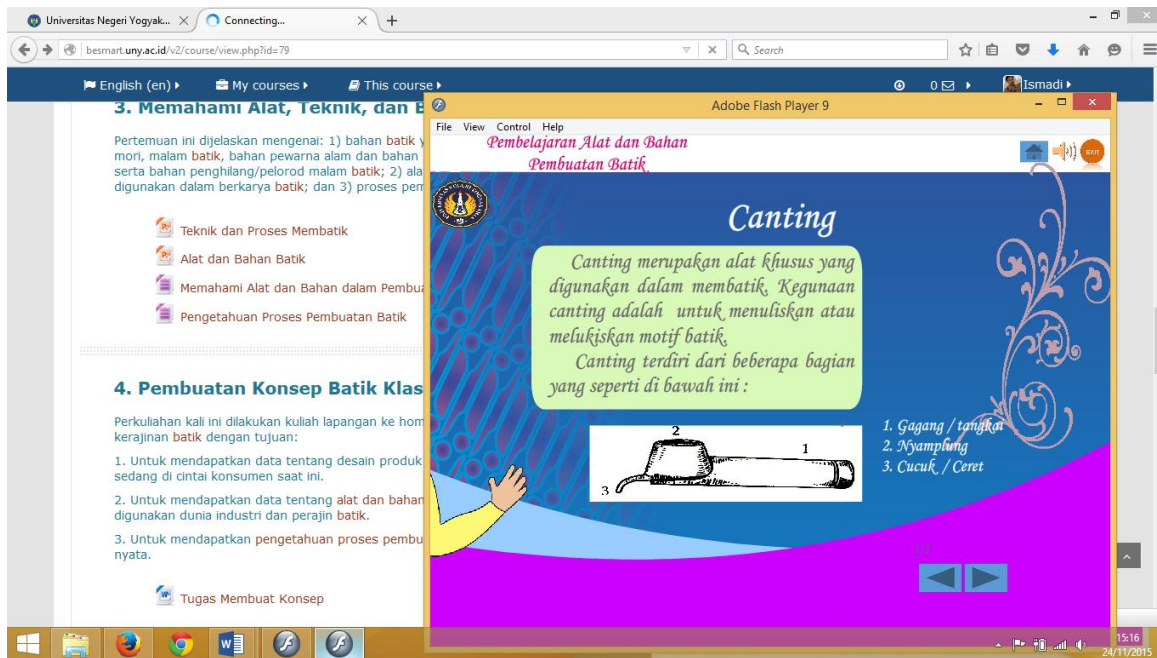 Universitas Negeri Yogyak...
Connecting...
besmart.uny.ac.id/v2/course/view.php?id=79
Search
English (en)
My courses
This course
0
Ismadi
3. Memahami Alat, Teknik, dan B
Pertemuan ini dijelaskan mengenai: 1) bahan batik y
mori, malam batik, bahan pewarna alam dan bahan
serta bahan penghilang/pelorod malam batik; 2) ala
digunakan dalam berkarya batik; dan 3) proses pem
Teknik dan Proses Membatik
Alat dan Bahan Batik
Memahami Alat dan Bahan dalam Pembua
Pengetahuan Proses Pembuatan Batik
4. Pembuatan Konsep Batik Klas
Perkuliahan kali ini dilakukan kuliah lapangan ke hom
kerajinan batik dengan tujuan:
1. Untuk mendapatkan data tentang desain produk
sedang di cintai konsumen saat ini.
2. Untuk mendapatkan data tentang alat dan bahan
digunakan dunia industri dan perajin batik.
3. Untuk mendapatkan pengetahuan proses pembu
nyata.
Tugas Membuat Konsep
Adobe Flash Player 9
File View Control Help
Pembelajaran Alat dan Bahan
Pembuatan Batik
EXIT
Canting
Canting merupakan alat khusus yang
digunakan dalam membatik. Kegunaan
canting adalah untuk menuliskan atau
melukiskan motif batik.
Canting terdiri dari beberapa bagian
yang seperti di bawah ini :
2
1
3
1. Gagang / tangkai
2. Nyamplung
3. Cucuk / Ceret
15:16
24/11/2015